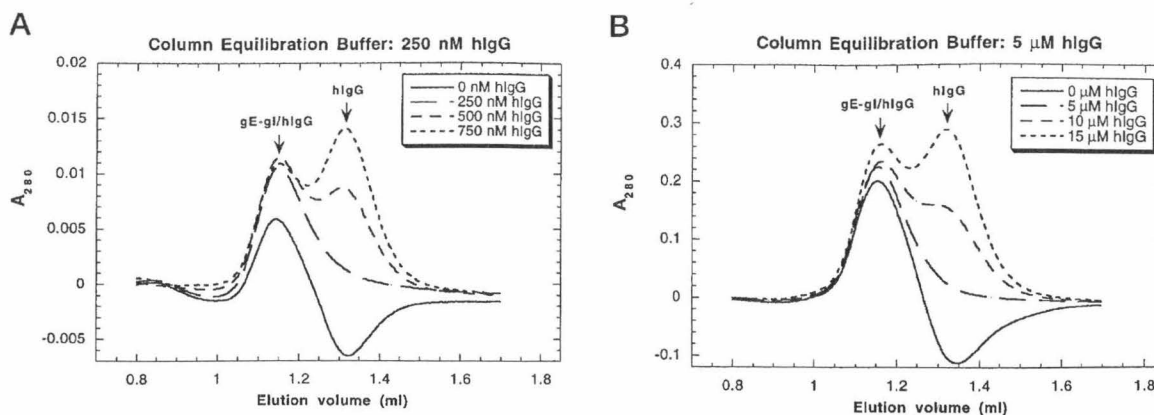 A
Column Equilibration Buffer: 250 nM hIgG
0.02
0.015
0.01
0.005
0
-0.005
A280
0 nM hIgG
250 nM hIgG
500 nM hIgG
750 nM hIgG
gE-gI/hIgG
hIgG
0.8
1
1.2
1.4
1.6
1.8
Elution volume (ml)
B
Column Equilibration Buffer: 5 μM hIgG
0.4
0.3
0.2
0.1
0
-0.1
A280
0 μM hIgG
5 μM hIgG
10 μM hIgG
15 μM hIgG
gE-gI/hIgG
hIgG
0.8
1
1.2
1.4
1.6
1.8
Elution volume (ml)